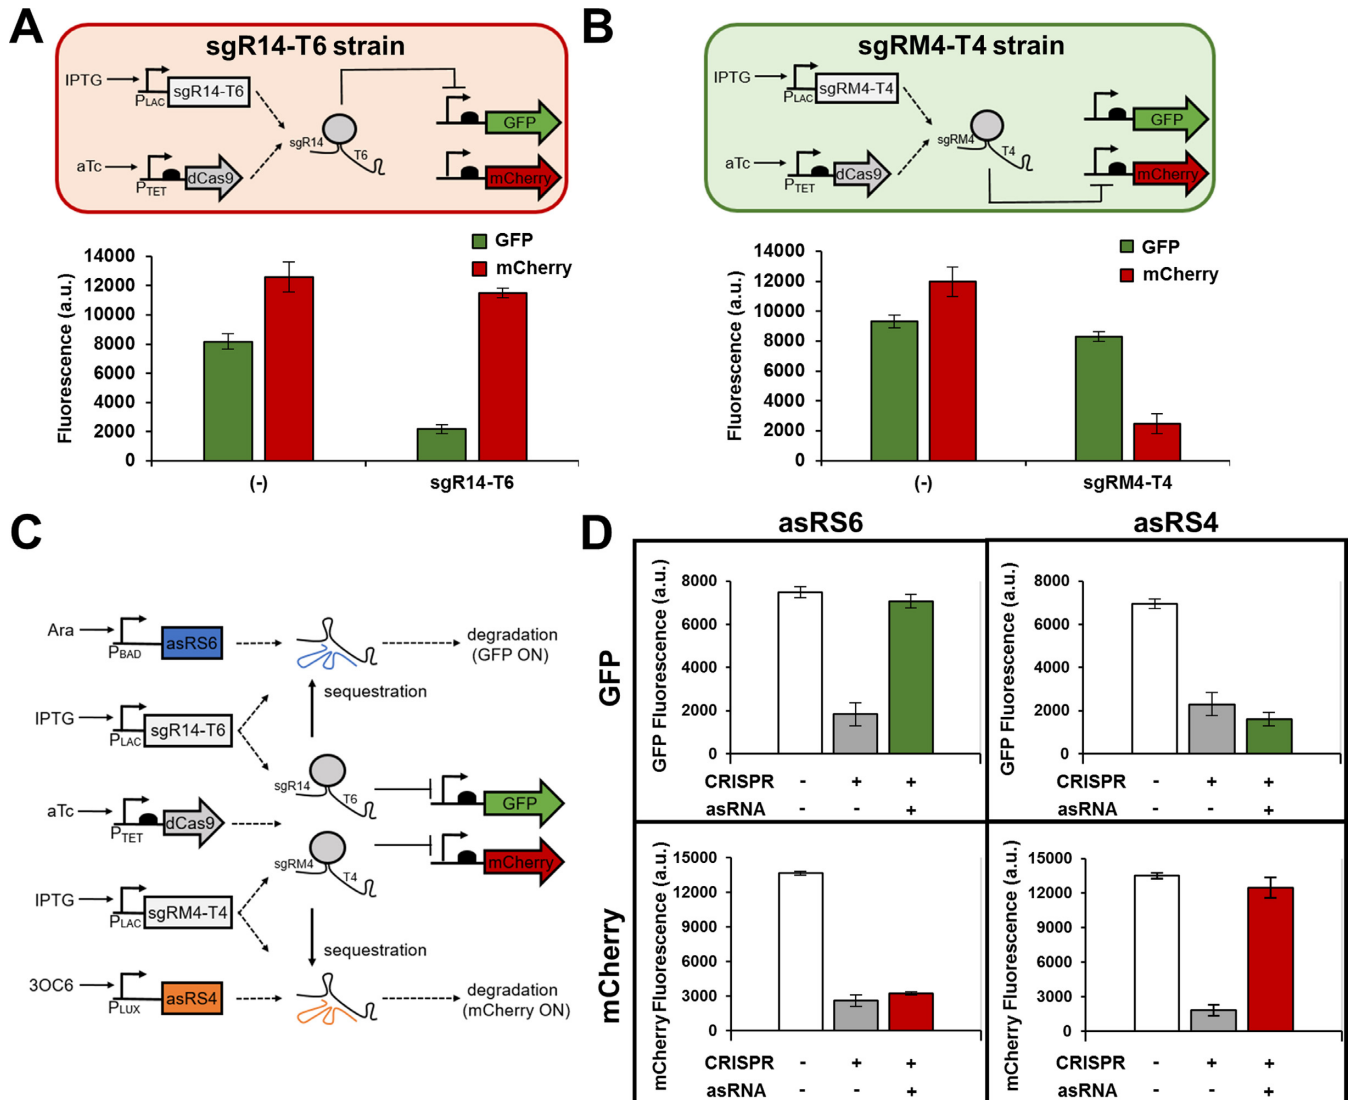 A
sgR14-T6 strain
IPTG
PLAC
sgR14-T6
sgR14
T6
GFP
aTc
PTET
dCas9
mCherry
Fluorescence (a.u.)
14000
12000
10000
8000
6000
4000
2000
0
GFP
mCherry
(-)
sgR14-T6
B
sgRM4-T4 strain
IPTG
PLAC
sgRM4-T4
sgRM4
T4
GFP
aTc
PTET
dCas9
mCherry
Fluorescence (a.u.)
14000
12000
10000
8000
6000
4000
2000
0
GFP
mCherry
(-)
sgRM4-T4
C
Ara
PBAD
asRS6
degradation
(GFP ON)
sequestration
IPTG
PLAC
sgR14-T6
sgR14
T6
GFP
aTc
PTET
dCas9
sgRM4
T4
mCherry
IPTG
PLAC
sgRM4-T4
sequestration
3OC6
PLUX
asRS4
degradation
(mCherry ON)
D
asRS6
asRS4
GFP
GFP Fluorescence (a.u.)
8000
6000
4000
2000
0
CRISPR - + +
asRNA - - +
GFP Fluorescence (a.u.)
8000
6000
4000
2000
0
CRISPR - + +
asRNA - - +
mCherry
mCherry Fluorescence (a.u.)
15000
12000
9000
6000
3000
0
CRISPR - + +
asRNA - - +
mCherry Fluorescence (a.u.)
15000
12000
9000
6000
3000
0
CRISPR - + +
asRNA - - +